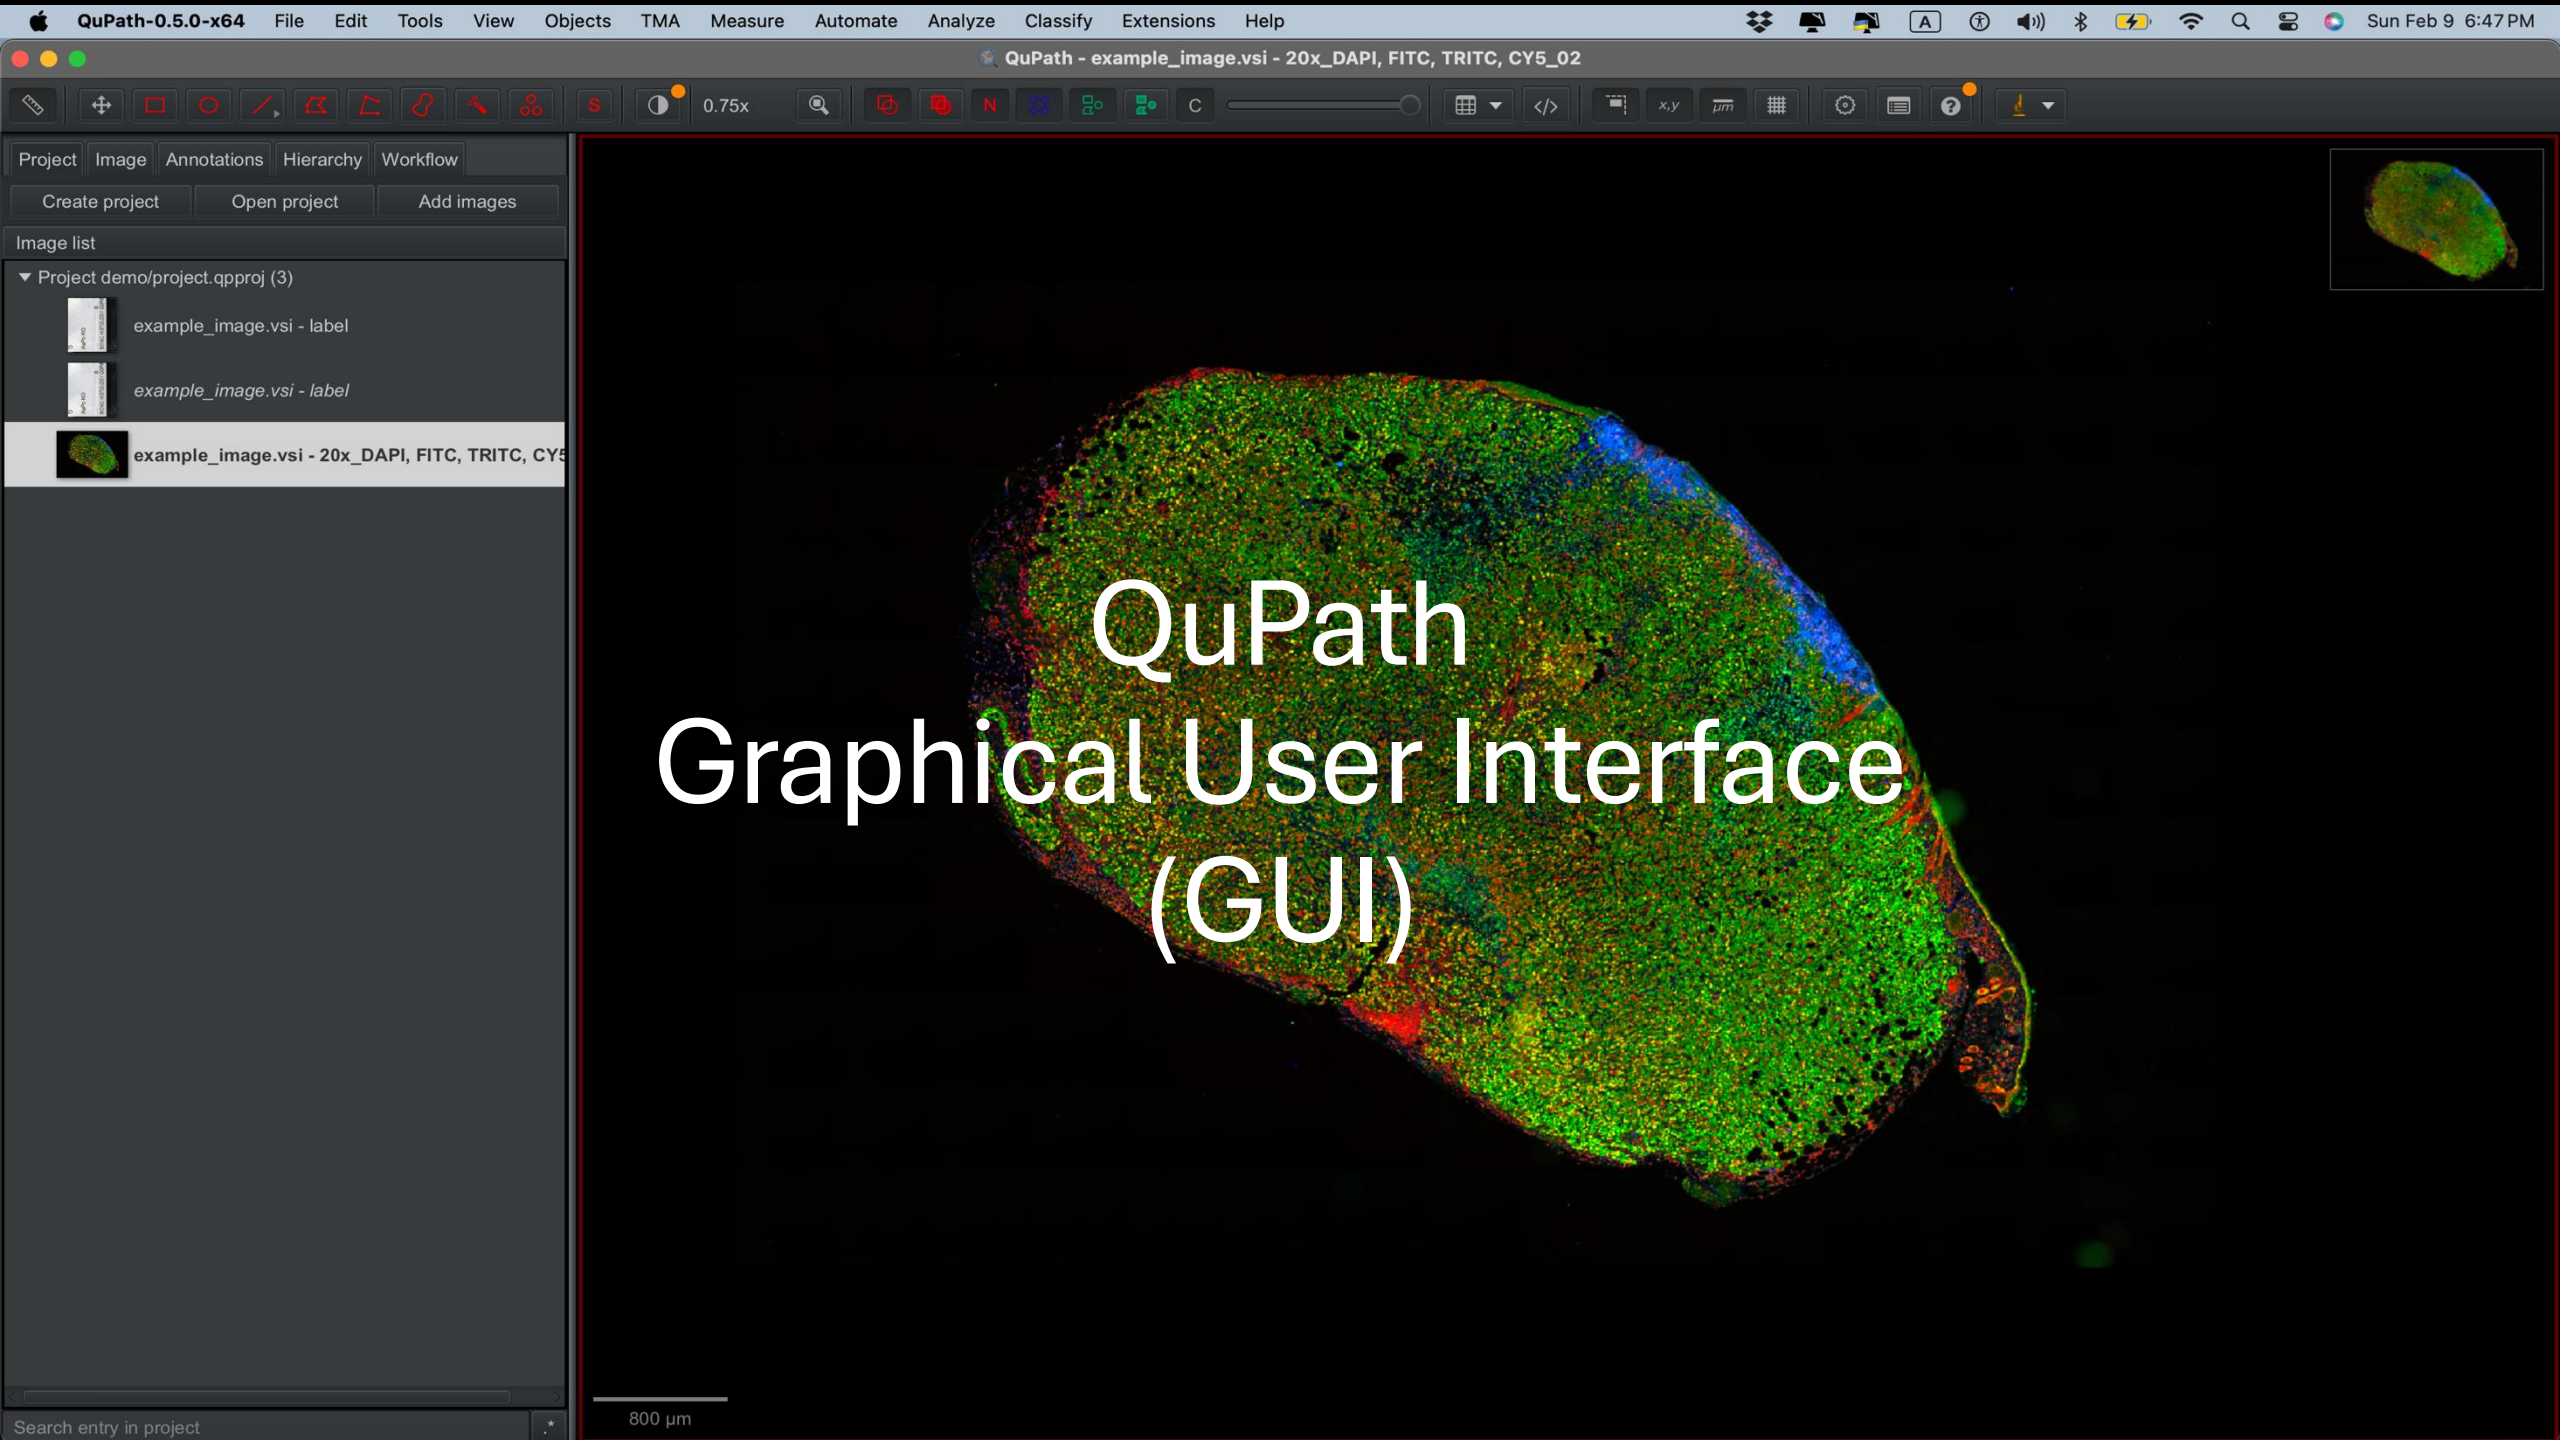 QuPath-0.5.0-x64 File Edit Tools View Objects TMA Measure Automate Analyze Classify Extensions Help A Sun Feb 9 6:47 PM
QuPath - example_image.vsi - 20x_DAPI, FITC, TRITC, CY5_02
S 0.75x N C </> x,y µm ?
Project Image Annotations Hierarchy Workflow
Create project Open project Add images
Image list
Project demo/project.qpproj (3)
example_image.vsi - label
example_image.vsi - label
example_image.vsi - 20x_DAPI, FITC, TRITC, CY5
QuPath
Graphical User Interface
(GUI)
800 µm
Search entry in project .*